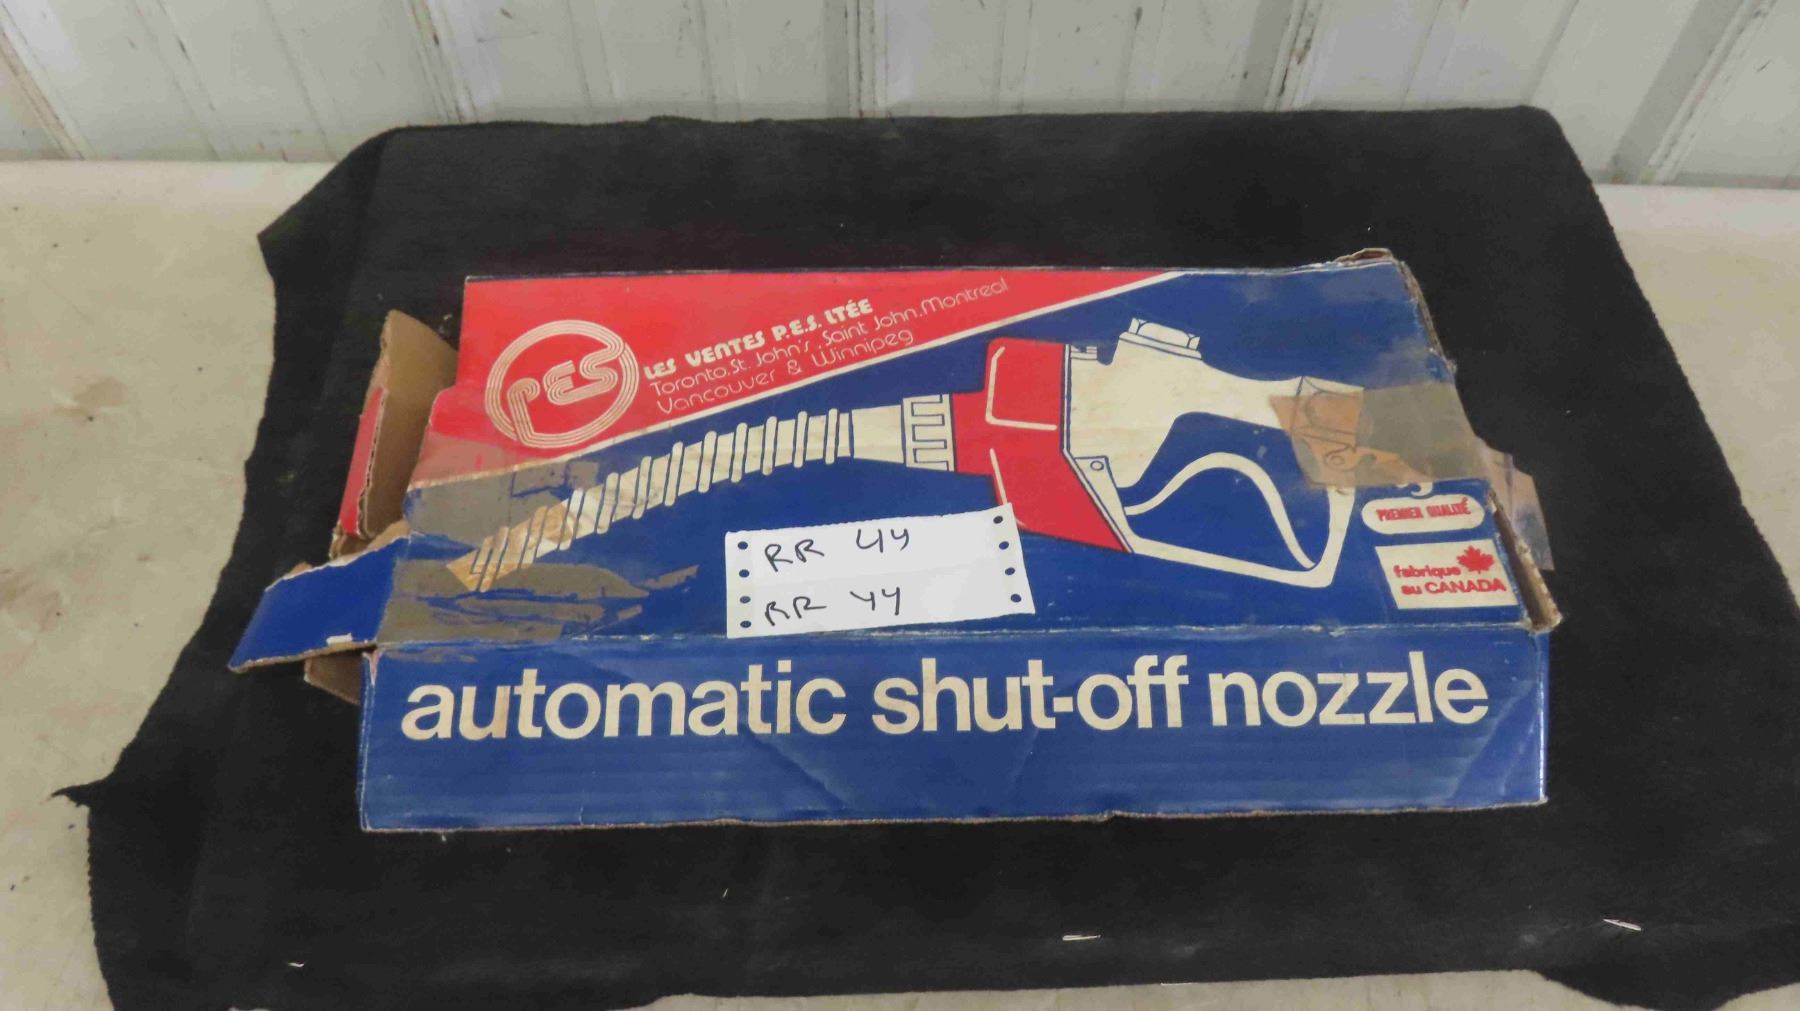 PES
LES VENTES P.E.S. LTÉE
Toronto, St. John's, Saint John, Montreal
Vancouver & Winnipeg
PREMIER QUALITÉ
fabrique
au CANADA
RR 44
RR 44
automatic shut-off nozzle